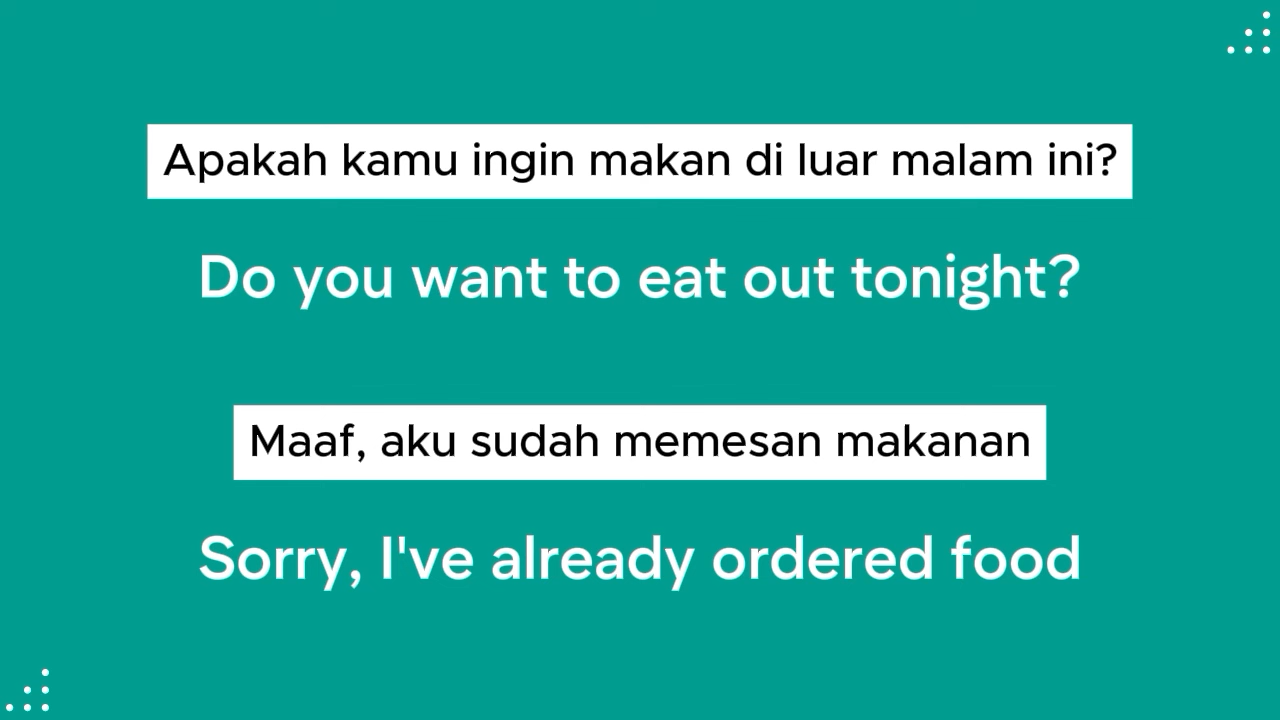 Apakah kamu ingin makan di luar malam ini?
Do you want to eat out tonight?
Maaf, aku sudah memesan makanan
Sorry, I've already ordered food